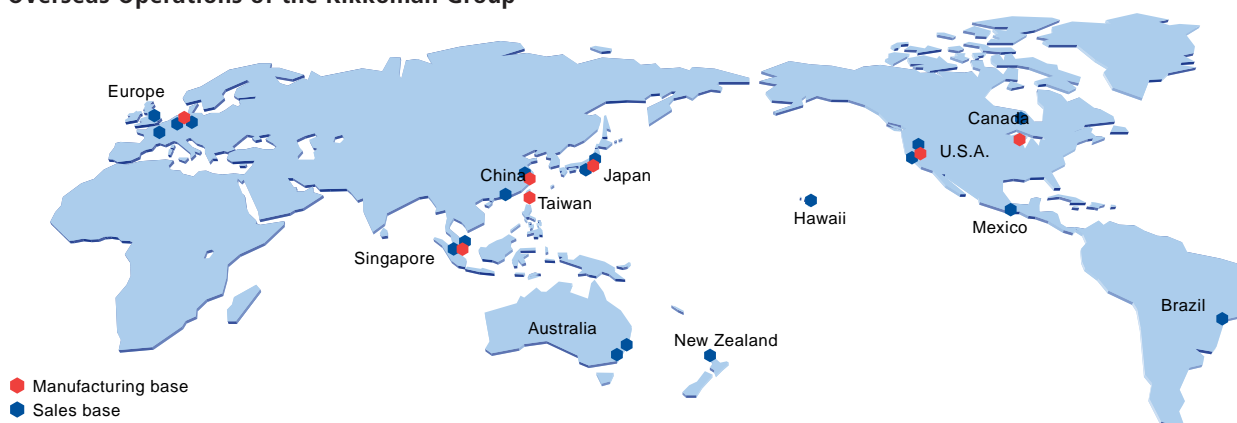 Overseas Operations of the Kikkoman Group
Europe
Canada
U.S.A.
China
Japan
Taiwan
Hawaii
Mexico
Singapore
Brazil
Australia
New Zealand
Manufacturing base
Sales base